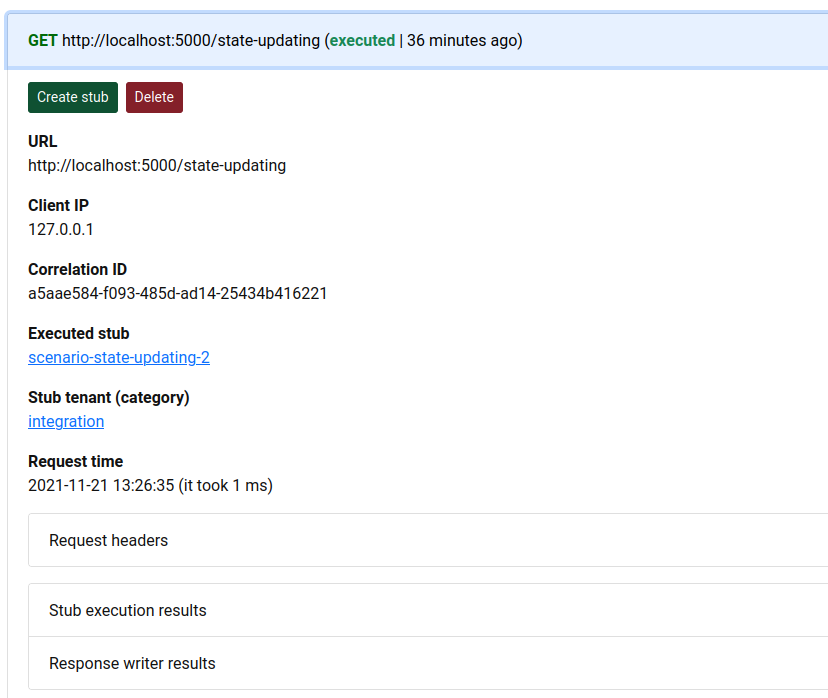 GET http://localhost:5000/state-updating (executed | 36 minutes ago)
Create stub Delete
URL
http://localhost:5000/state-updating
Client IP
127.0.0.1
Correlation ID
a5aae584-f093-485d-ad14-25434b416221
Executed stub
scenario-state-updating-2
Stub tenant (category)
integration
Request time
2021-11-21 13:26:35 (it took 1 ms)
Request headers
Stub execution results
Response writer results